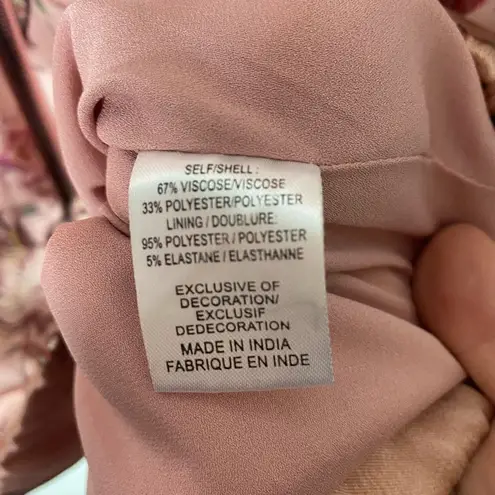 SELF/SHELL :
67% VISCOSE/VISCOSE
33% POLYESTER/POLYESTER
LINING / DOUBLURE:
95% POLYESTER / POLYESTER
5% ELASTANE / ELASTHANNE
EXCLUSIVE OF
DECORATION/
EXCLUSIF
DEDECORATION
MADE IN INDIA
FABRIQUE EN INDE